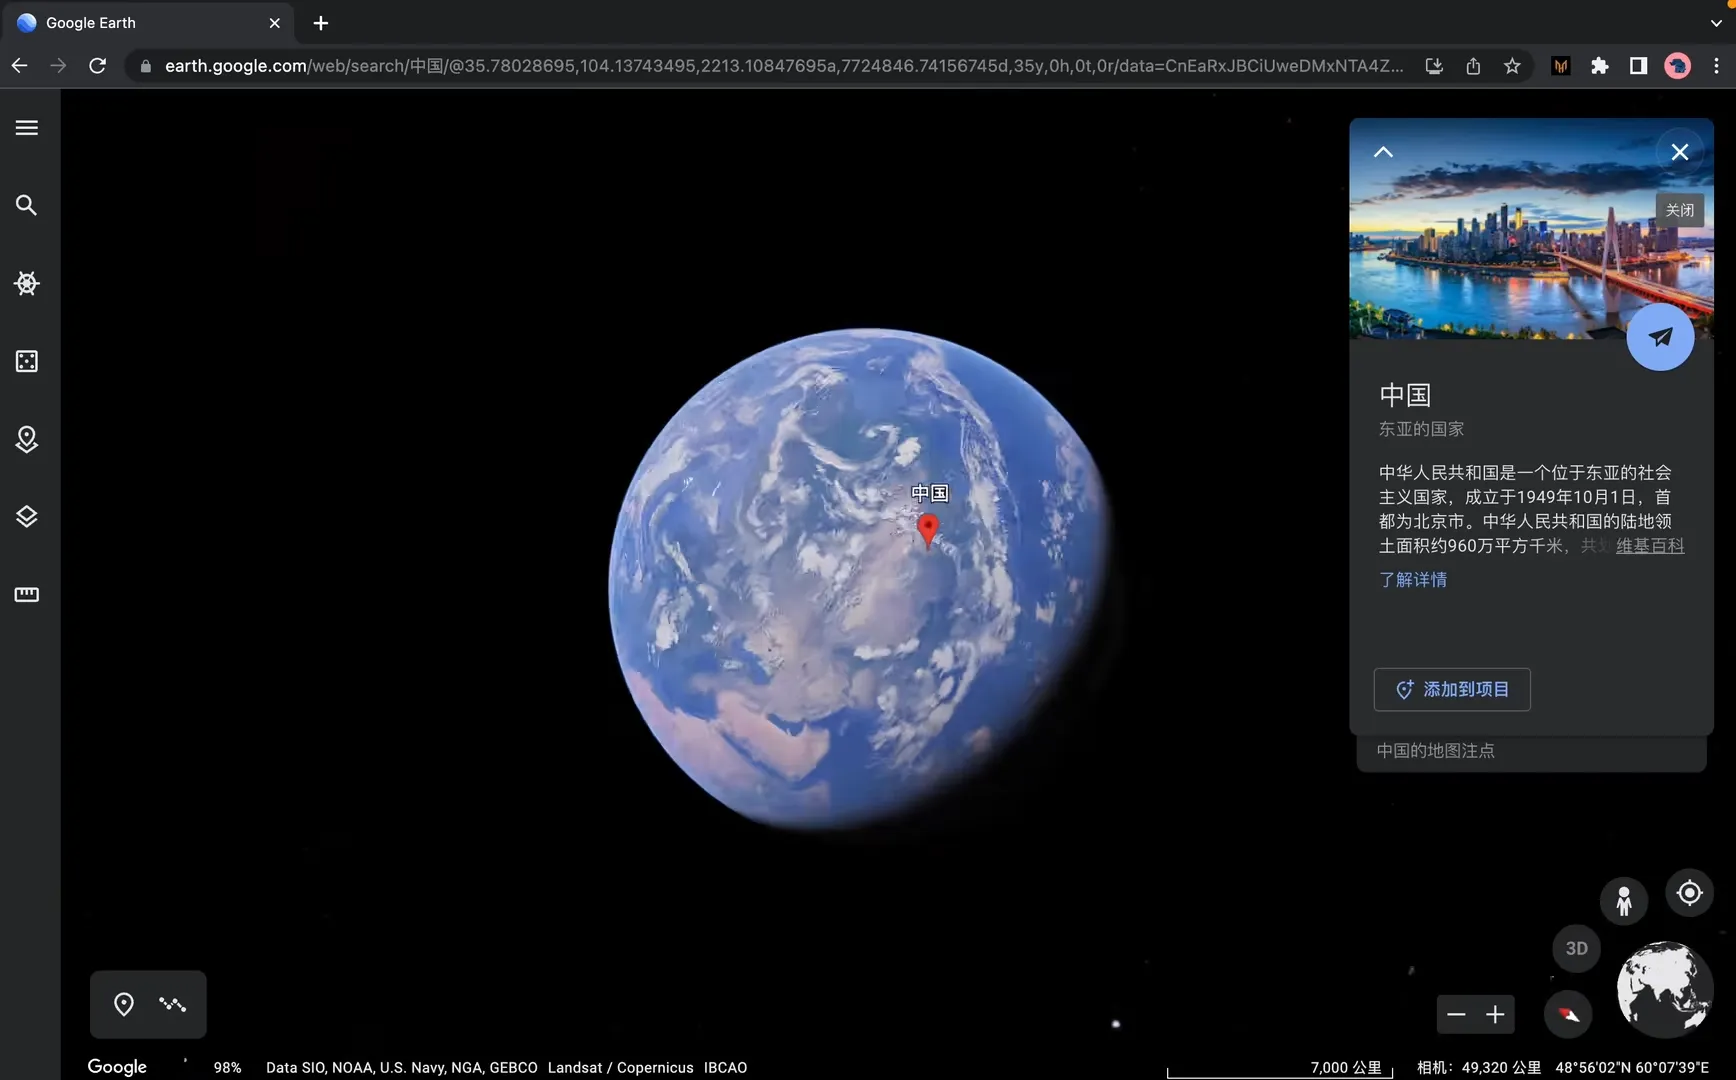 Google Earth
earth.google.com/web/search/中国/@35.78028695,104.13743495,2213.10847695a,7724846.74156745d,35y,0h,0t,0r/data=CnEaRxJBCiUweDMxNTA4Z...
关闭
中国
东亚的国家
中华人民共和国是一个位于东亚的社会
主义国家，成立于1949年10月1日，首
都为北京市。中华人民共和国的陆地领
土面积约960万平方千米，共 维基百科
了解详情
添加到项目
中国的地图注点
中国
3D
Google 98% Data SIO, NOAA, U.S. Navy, NGA, GEBCO Landsat / Copernicus IBCAO 7,000 公里 相机：49,320 公里 48°56'02"N 60°07'39"E